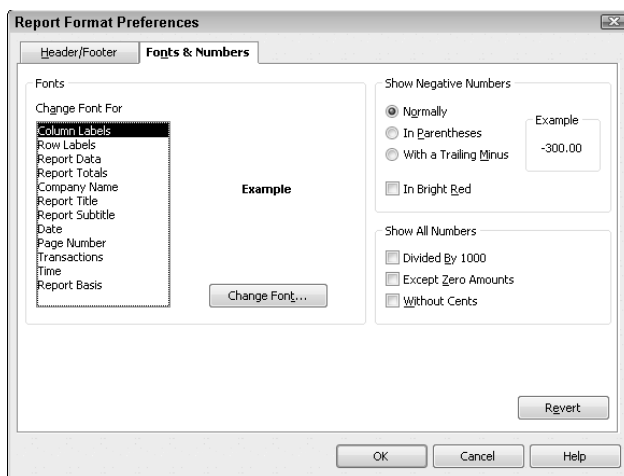 Report Format Preferences
Header/Footer
Fonts & Numbers
Fonts
Change Font For
Column Labels
Row Labels
Report Data
Report Totals
Company Name
Report Title
Report Subtitle
Date
Page Number
Transactions
Time
Report Basis
Example
Change Font...
Show Negative Numbers
Normally
In Parentheses
With a Trailing Minus
In Bright Red
Example
-300.00
Show All Numbers
Divided By 1000
Except Zero Amounts
Without Cents
Revert
OK
Cancel
Help